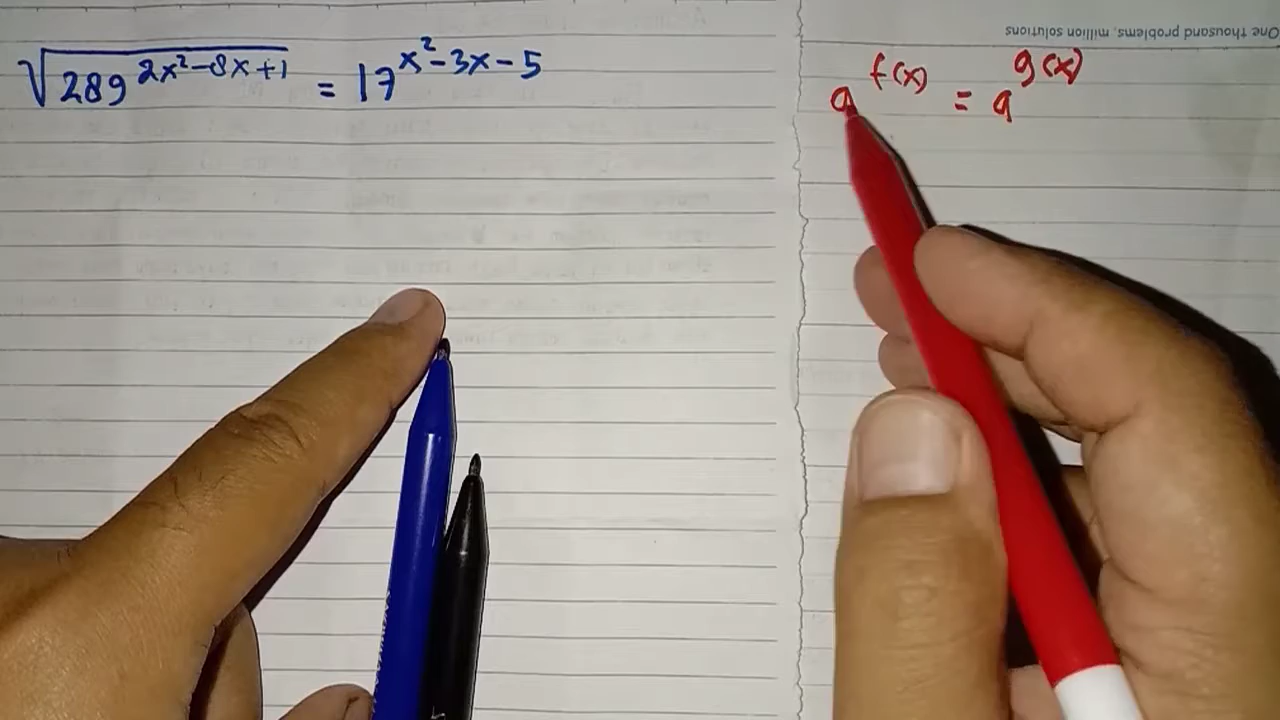 √289^(2x²-8x+1) = 17^(x²-3x-5)
One thousand problems, million solutions
a^f(x) = a^g(x)